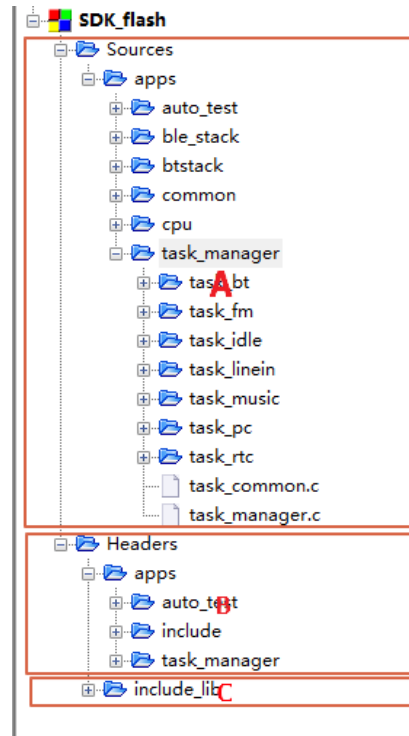 SDK_flash
Sources
apps
auto_test
ble_stack
btstack
common
cpu
task_manager
task_bt
A
task_fm
task_idle
task_linein
task_music
task_pc
task_rtc
task_common.c
task_manager.c
Headers
apps
auto_test
B
include
task_manager
include_lib
C